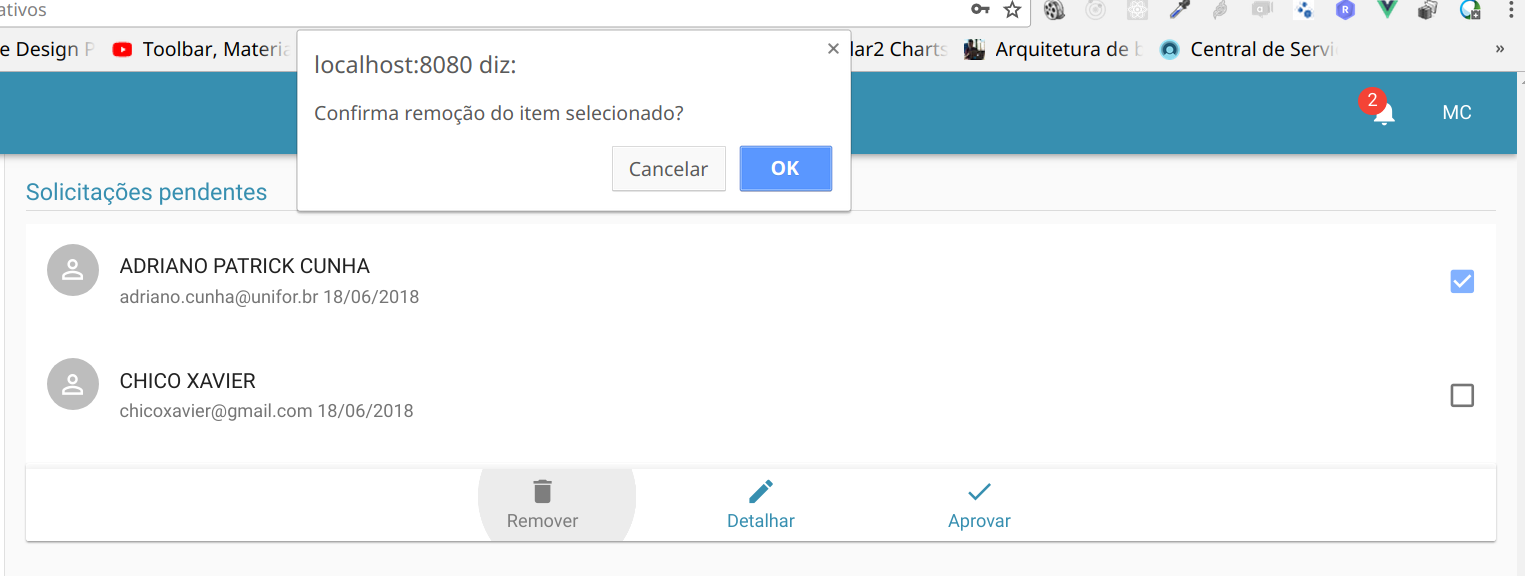 ativos
e Design P
Toolbar, Materia
lar2 Charts
Arquitetura de b
Central de Servi
»
localhost:8080 diz:
Confirma remoção do item selecionado?
Cancelar
OK
2
MC
Solicitações pendentes
ADRIANO PATRICK CUNHA
adriano.cunha@unifor.br 18/06/2018
CHICO XAVIER
chicoxavier@gmail.com 18/06/2018
Remover
Detalhar
Aprovar